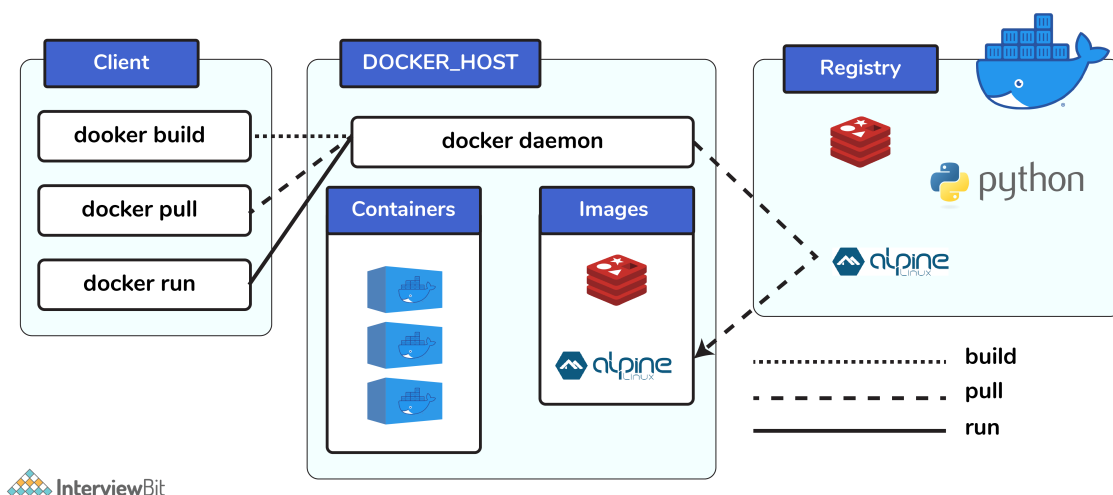 Client
DOCKER_HOST
Registry
dooker build
docker daemon
docker pull
docker run
Containers
Images
python
alpine
Linux
alpine
Linux
build
pull
run
InterviewBit